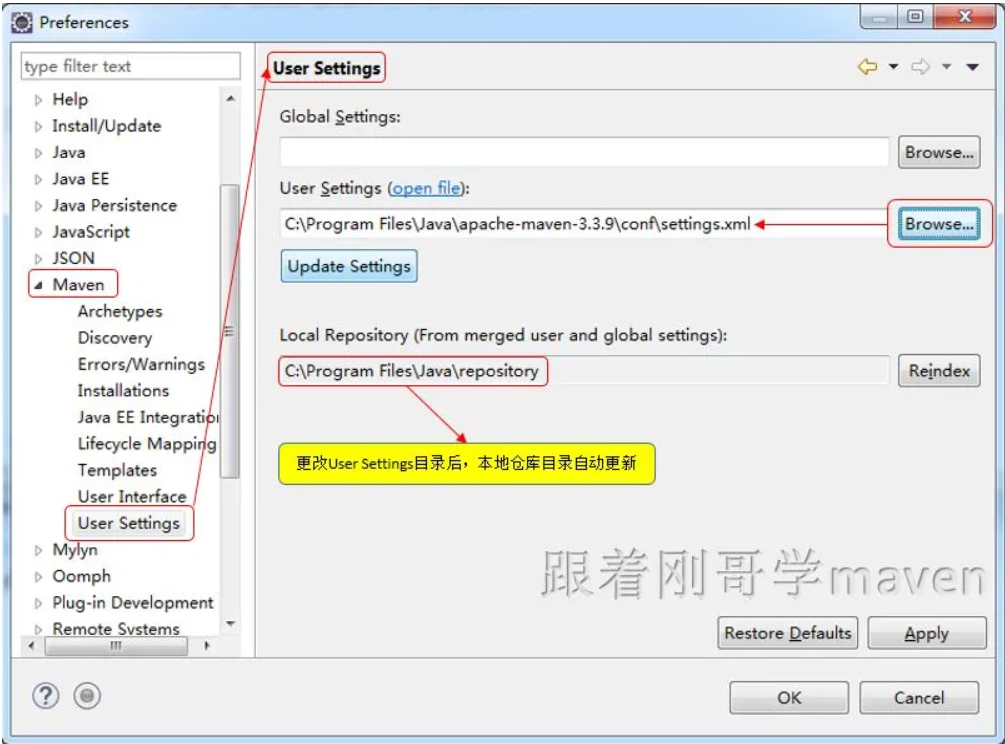 Preferences
type filter text
Help
Install/Update
Java
Java EE
Java Persistence
JavaScript
JSON
Maven
Archetypes
Discovery
Errors/Warnings
Installations
Java EE Integration
Lifecycle Mapping
Templates
User Interface
User Settings
Mylyn
Oomph
Plug-in Development
Remote Systems
User Settings
Global Settings:
Browse...
User Settings (open file):
C:\Program Files\Java\apache-maven-3.3.9\conf\settings.xml
Browse...
Update Settings
Local Repository (From merged user and global settings):
C:\Program Files\Java\repository
Reindex
更改User Settings目录后，本地仓库目录自动更新
跟着刚哥学maven
Restore Defaults
Apply
OK
Cancel